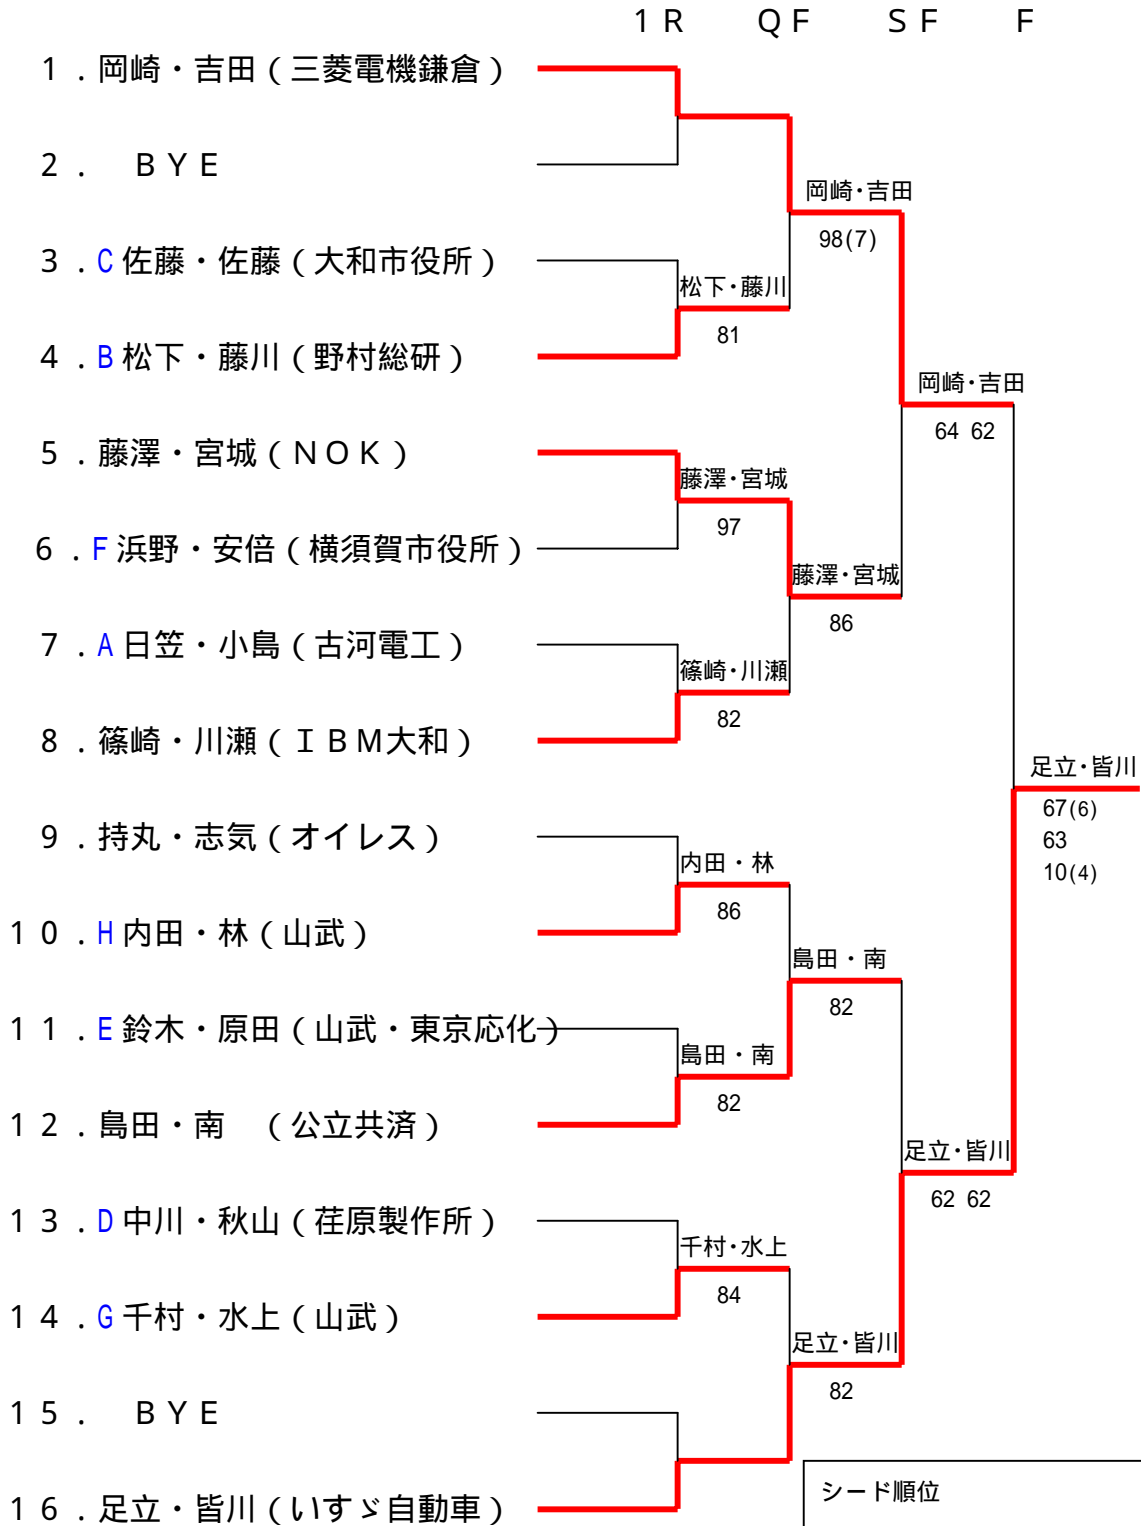 １Ｒ ＱＦ ＳＦ Ｆ
１．岡崎・吉田（三菱電機鎌倉）
２． ＢＹＥ
岡崎・吉田
98(7)
３．C 佐藤・佐藤（大和市役所）
松下・藤川
81
４．B 松下・藤川（野村総研）
岡崎・吉田
64 62
５．藤澤・宮城（ＮＯＫ）
藤澤・宮城
97
６．F 浜野・安倍（横須賀市役所）
藤澤・宮城
86
７．A 日笠・小島（古河電工）
篠崎・川瀬
82
８．篠崎・川瀬（ＩＢＭ大和）
足立・皆川
67(6)
63
10(4)
９．持丸・志気（オイレス）
内田・林
86
１０．H 内田・林（山武）
島田・南
82
１１．E 鈴木・原田（山武・東京応化）
島田・南
82
１２．島田・南 （公立共済）
足立・皆川
62 62
１３．D 中川・秋山（荏原製作所）
千村・水上
84
１４．G 千村・水上（山武）
足立・皆川
82
１５． ＢＹＥ
シード順位
１６．足立・皆川（いすゞ自動車）